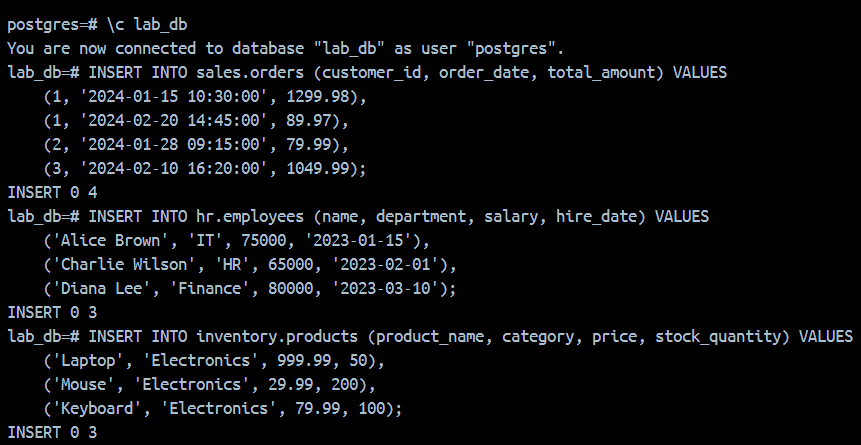 postgres=# \c lab_db
You are now connected to database "lab_db" as user "postgres".
lab_db=# INSERT INTO sales.orders (customer_id, order_date, total_amount) VALUES
    (1, '2024-01-15 10:30:00', 1299.98),
    (1, '2024-02-20 14:45:00', 89.97),
    (2, '2024-01-28 09:15:00', 79.99),
    (3, '2024-02-10 16:20:00', 1049.99);
INSERT 0 4
lab_db=# INSERT INTO hr.employees (name, department, salary, hire_date) VALUES
    ('Alice Brown', 'IT', 75000, '2023-01-15'),
    ('Charlie Wilson', 'HR', 65000, '2023-02-01'),
    ('Diana Lee', 'Finance', 80000, '2023-03-10');
INSERT 0 3
lab_db=# INSERT INTO inventory.products (product_name, category, price, stock_quantity) VALUES
    ('Laptop', 'Electronics', 999.99, 50),
    ('Mouse', 'Electronics', 29.99, 200),
    ('Keyboard', 'Electronics', 79.99, 100);
INSERT 0 3